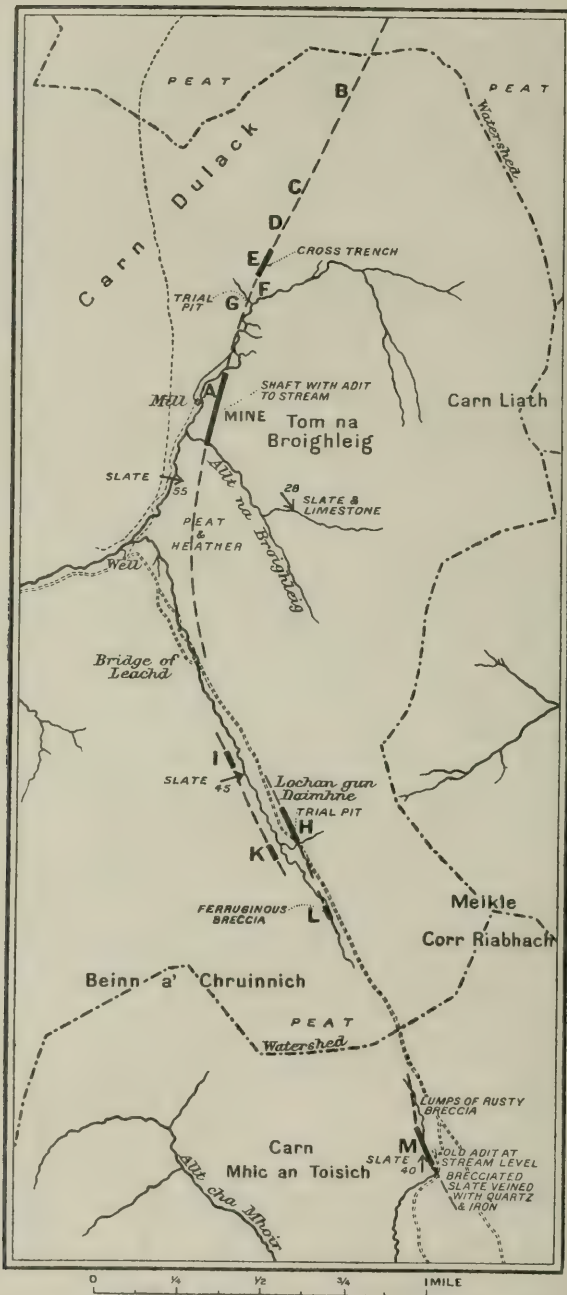 PEAT
B
PEAT
Watershed
Carn Dulack
C
D
E
CROSS TRENCH
F
TRIAL
PIT
G
SHAFT WITH ADIT
TO STREAM
Mill
A
MINE
Tom na
Broighleig
Carn Liath
SLATE
55
28
SLATE &
LIMESTONE
PEAT
&
HEATHER
Allt na Broighleig
Well
Bridge of
Leachd
I
SLATE
45
Lochan gun
Daimhne
TRIAL PIT
H
K
FERRUGINOUS
BRECCIA
L
Meikle
Corr Riabhach
Beinn a' Chruinnich
PEAT
Watershed
LUMPS OF RUSTY
BRECCIA
Carn
Mhic an Toisich
M
SLATE
40
OLD ADIT AT
STREAM LEVEL
BRECCIATED
SLATE VEINED
WITH QUARTZ
& IRON
Allt cha Mhoir
0 1/4 1/2 3/4 1 MILE